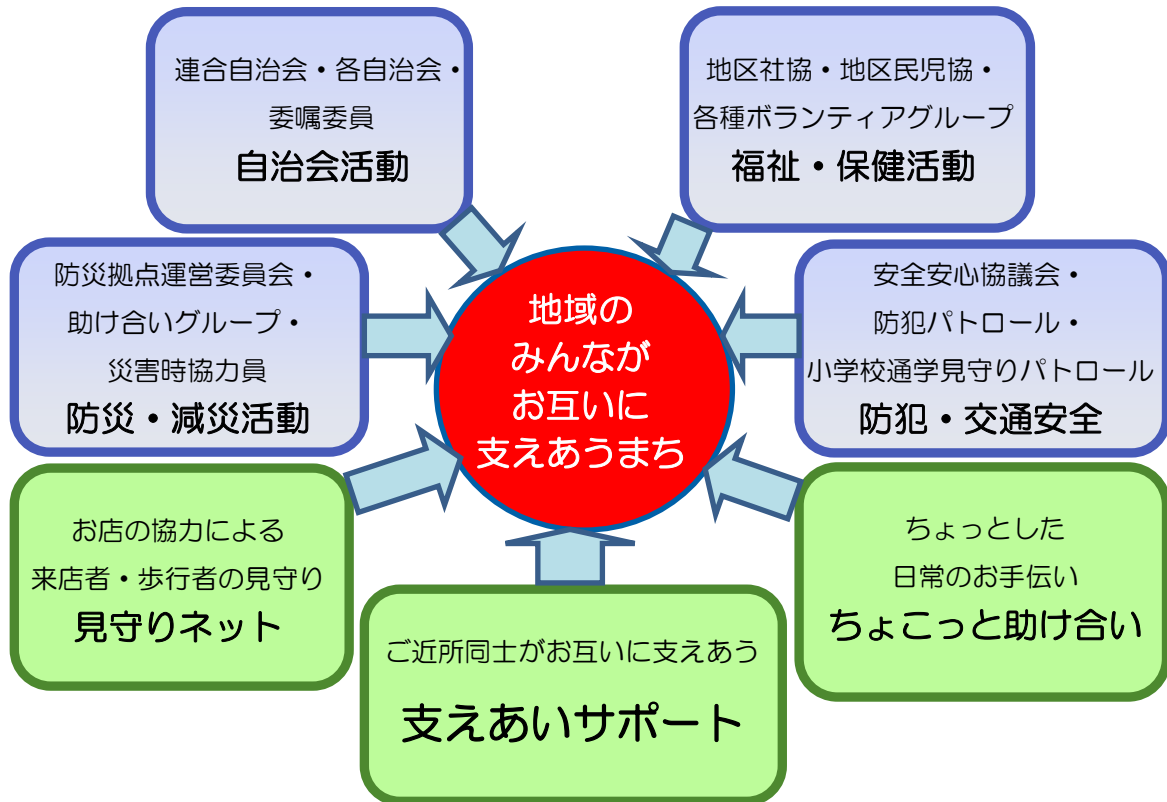 連合自治会・各自治会・
委嘱委員
自治会活動
地区社協・地区民児協・
各種ボランティアグループ
福祉・保健活動
防災拠点運営委員会・
助け合いグループ・
災害時協力員
防災・減災活動
地域の
みんなが
お互いに
支えあうまち
安全安心協議会・
防犯パトロール・
小学校通学見守りパトロール
防犯・交通安全
お店の協力による
来店者・歩行者の見守り
見守りネット
ご近所同士がお互いに支えあう
支えあいサポート
ちょっとした
日常のお手伝い
ちょこっと助け合い